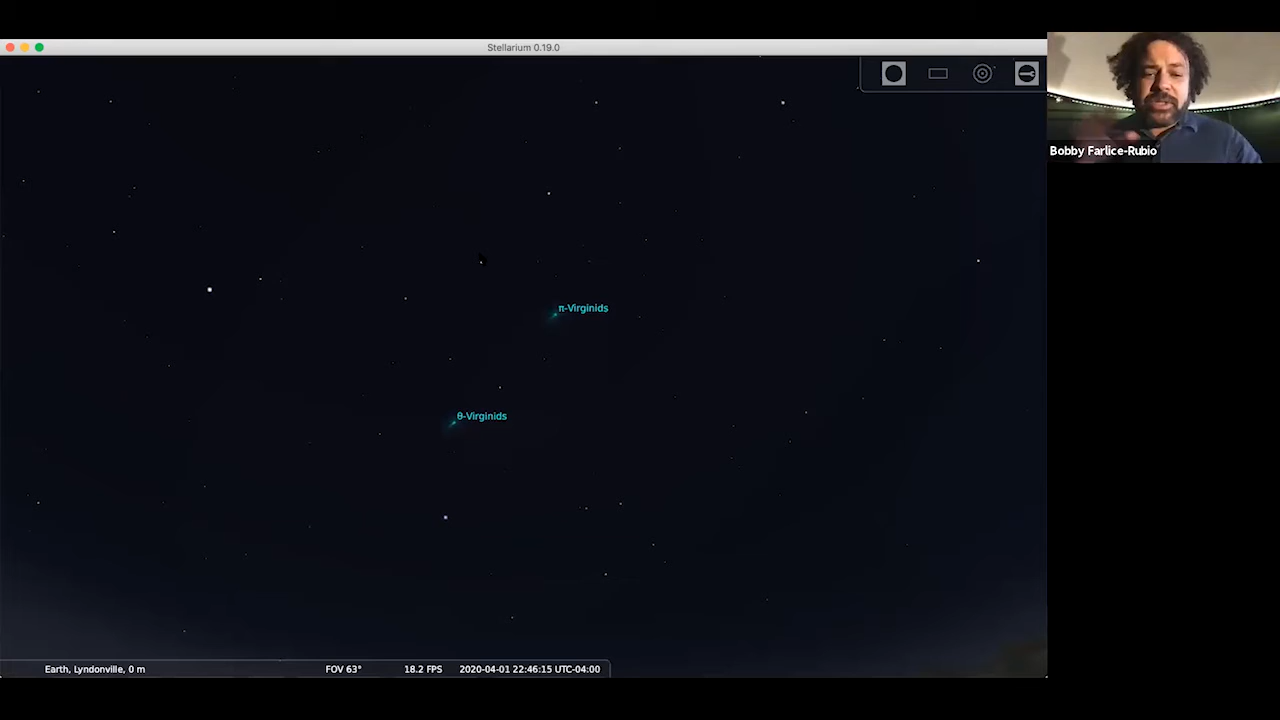 Stellarium 0.19.0
Bobby Farlice-Rubio
π-Virginids
θ-Virginids
Earth, Lyndonville, 0 m FOV 63° 18.2 FPS 2020-04-01 22:46:15 UTC-04:00